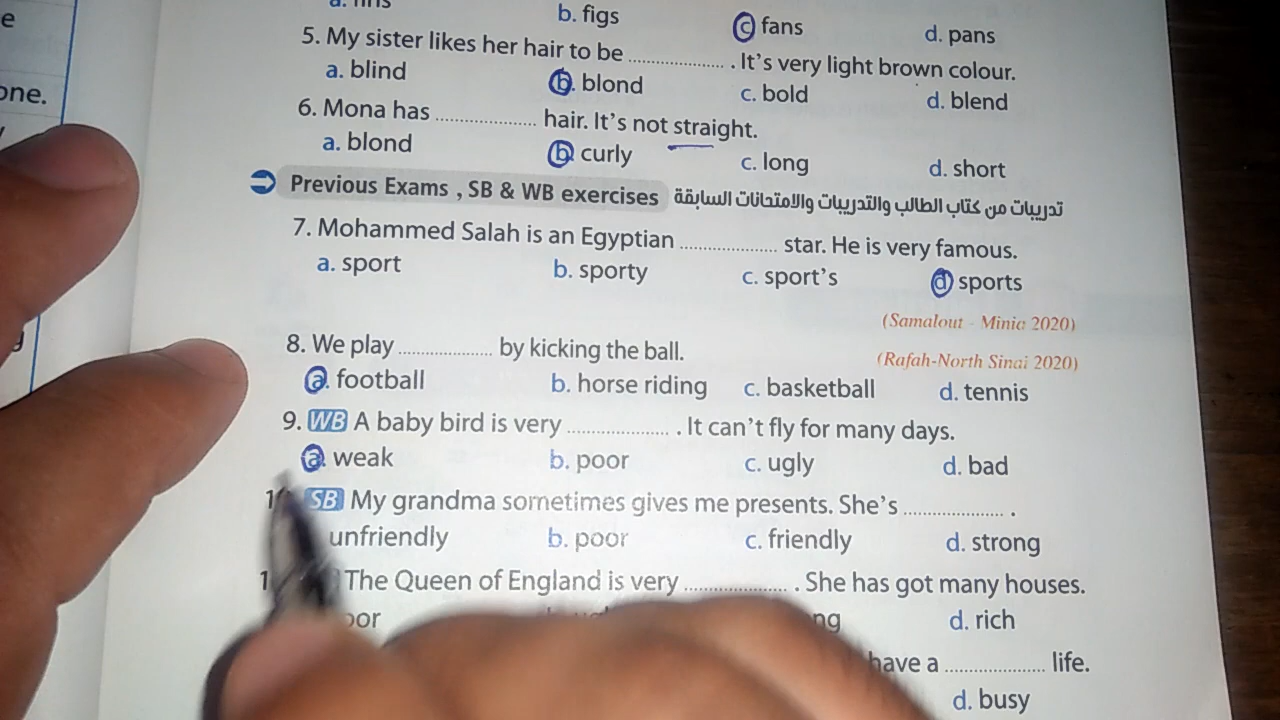 b. figs c fans d. pans
5. My sister likes her hair to be .................... . It's very light brown colour.
a. blind b. blond c. bold d. blend
6. Mona has .................... hair. It's not straight.
a. blond b curly c. long d. short
Previous Exams , SB & WB exercises تدريبات من كتاب الطالب والتدريبات والامتحانات السابقة
7. Mohammed Salah is an Egyptian .................... star. He is very famous.
a. sport b. sporty c. sport's d sports
(Samalout - Minia 2020)
8. We play .................... by kicking the ball. (Rafah-North Sinai 2020)
a. football b. horse riding c. basketball d. tennis
9. WB A baby bird is very .................... . It can't fly for many days.
a. weak b. poor c. ugly d. bad
SB My grandma sometimes gives me presents. She's .................... .
unfriendly b. poor c. friendly d. strong
The Queen of England is very .................... . She has got many houses.
d. rich
have a .................... life.
d. busy
one.